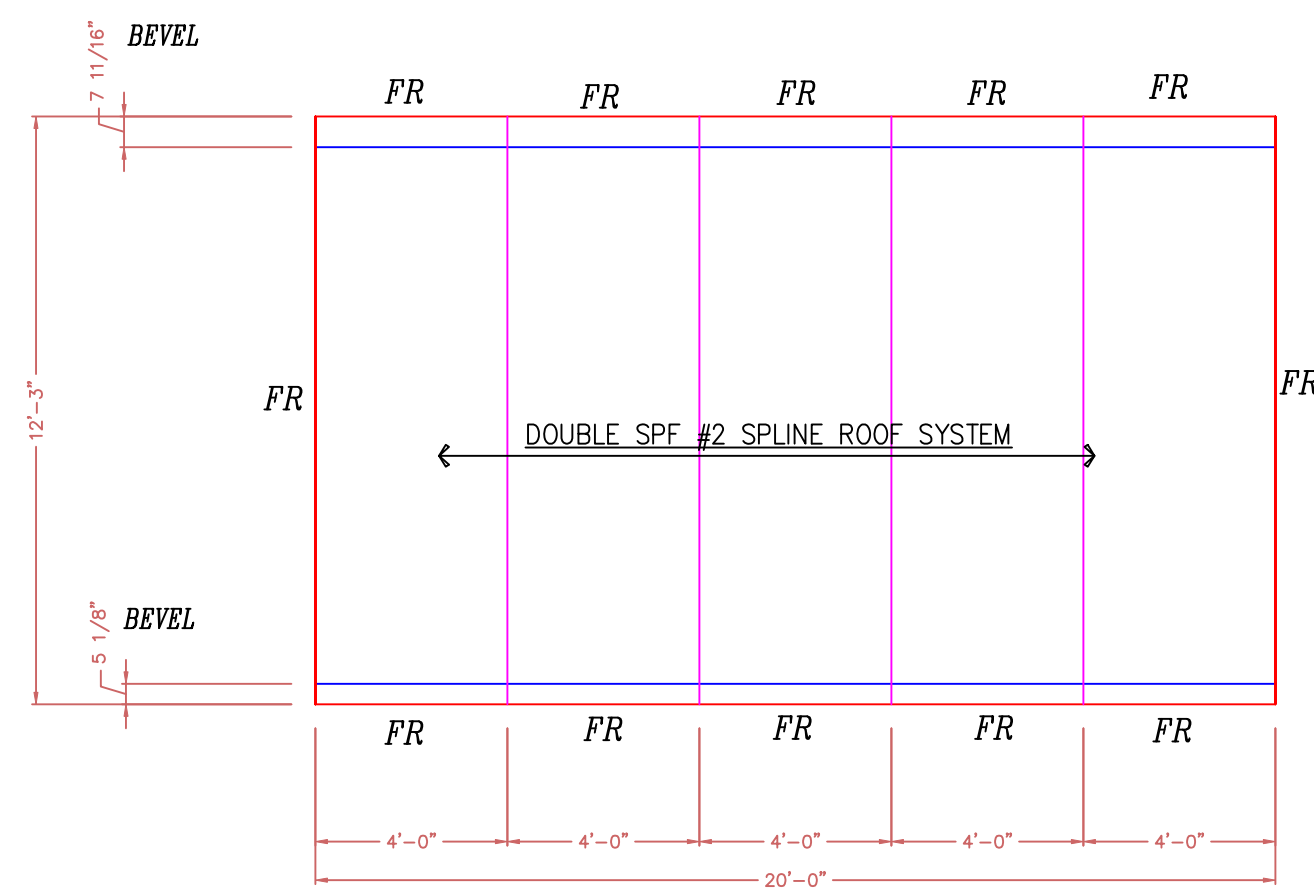 7 11/16"
BEVEL
FR
FR
FR
FR
FR
12'-3"
FR
FR
DOUBLE SPF #2 SPLINE ROOF SYSTEM
5 1/8"
BEVEL
FR
FR
FR
FR
FR
4'-0"
4'-0"
4'-0"
4'-0"
4'-0"
20'-0"